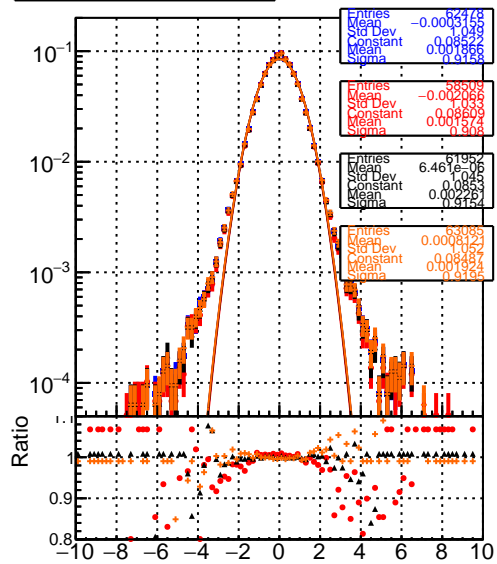 Entries 62478
Mean −0.0003155
Std Dev 1.049
Constant 0.08522
Mean 0.001866
Sigma 0.9158
Entries 58509
Mean −0.002066
Std Dev 1.033
Constant 0.08609
Mean 0.001574
Sigma 0.908
Entries 61952
Mean 6.461e−06
Std Dev 1.045
Constant 0.0853
Mean 0.002261
Sigma 0.9154
Entries 63085
Mean 0.0008121
Std Dev 1.052
Constant 0.08487
Mean 0.001924
Sigma 0.9195
10−1
10−2
10−3
10−4
Ratio
1.1
1
0.9
0.8
−10 −8 −6 −4 −2 0 2 4 6 8 10